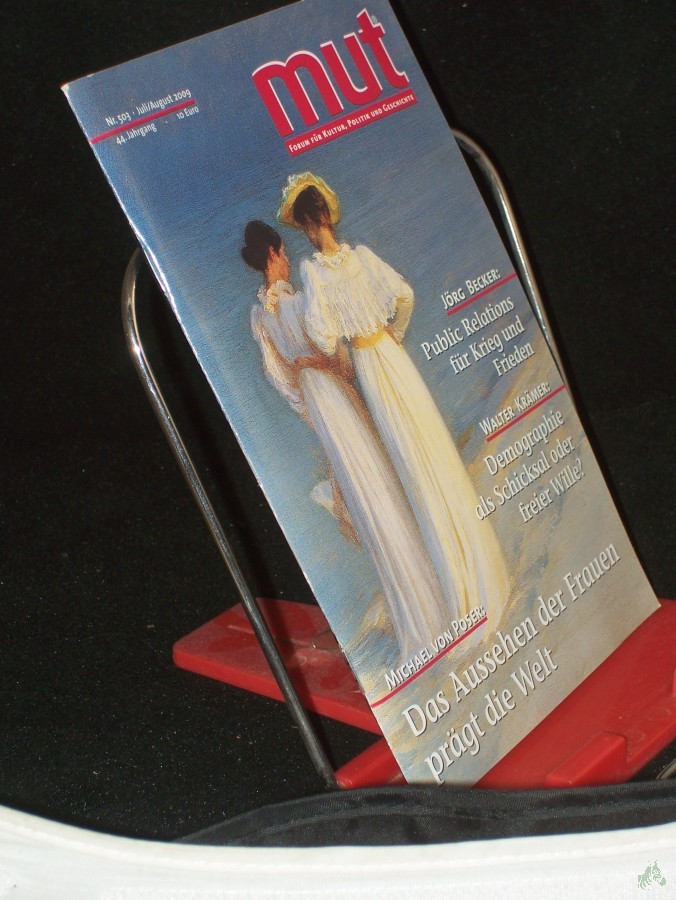 mut
FORUM FÜR KULTUR, POLITIK UND GESCHICHTE
Nr. 503 · Juli/August 2009
44. Jahrgang · 10 Euro
JÖRG BECKER:
Public Relations
für Krieg und
Frieden
WALTER KRÄMER:
Demographie
als Schicksal oder
freier Wille?
MICHAEL VON POSER:
Das Aussehen der Frauen
prägt die Welt